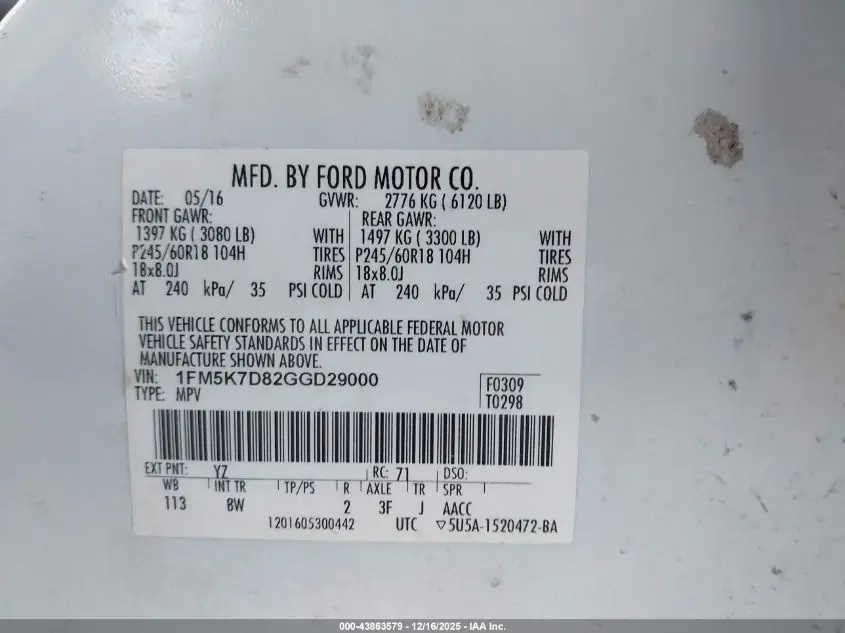 MFD. BY FORD MOTOR CO.
DATE: 05/16 GVWR: 2776 KG ( 6120 LB)
FRONT GAWR: REAR GAWR:
1397 KG ( 3080 LB) WITH 1497 KG ( 3300 LB) WITH
P245/60R18 104H TIRES P245/60R18 104H TIRES
18x8.0J RIMS 18x8.0J RIMS
AT 240 kPa/ 35 PSI COLD AT 240 kPa/ 35 PSI COLD
THIS VEHICLE CONFORMS TO ALL APPLICABLE FEDERAL MOTOR
VEHICLE SAFETY STANDARDS IN EFFECT ON THE DATE OF
MANUFACTURE SHOWN ABOVE.
VIN: 1FM5K7D82GGD29000 F0309
TYPE: MPV T0298
EXT PNT: YZ RC: 71 DSO:
WB INT TR TP/PS R AXLE TR SPR
113 8W 2 3F J AACC
1201605300442 UTC ▽5U5A-1520472-BA
000-43863579 - 12/16/2025 - IAA Inc.